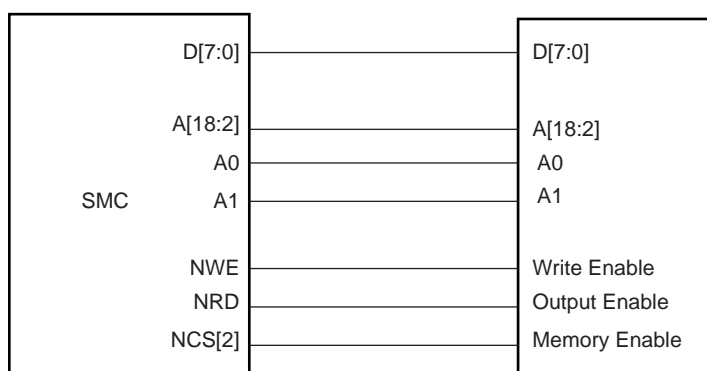 D[7:0] D[7:0]
A[18:2] A[18:2]
A0 A0
SMC A1 A1
NWE Write Enable
NRD Output Enable
NCS[2] Memory Enable